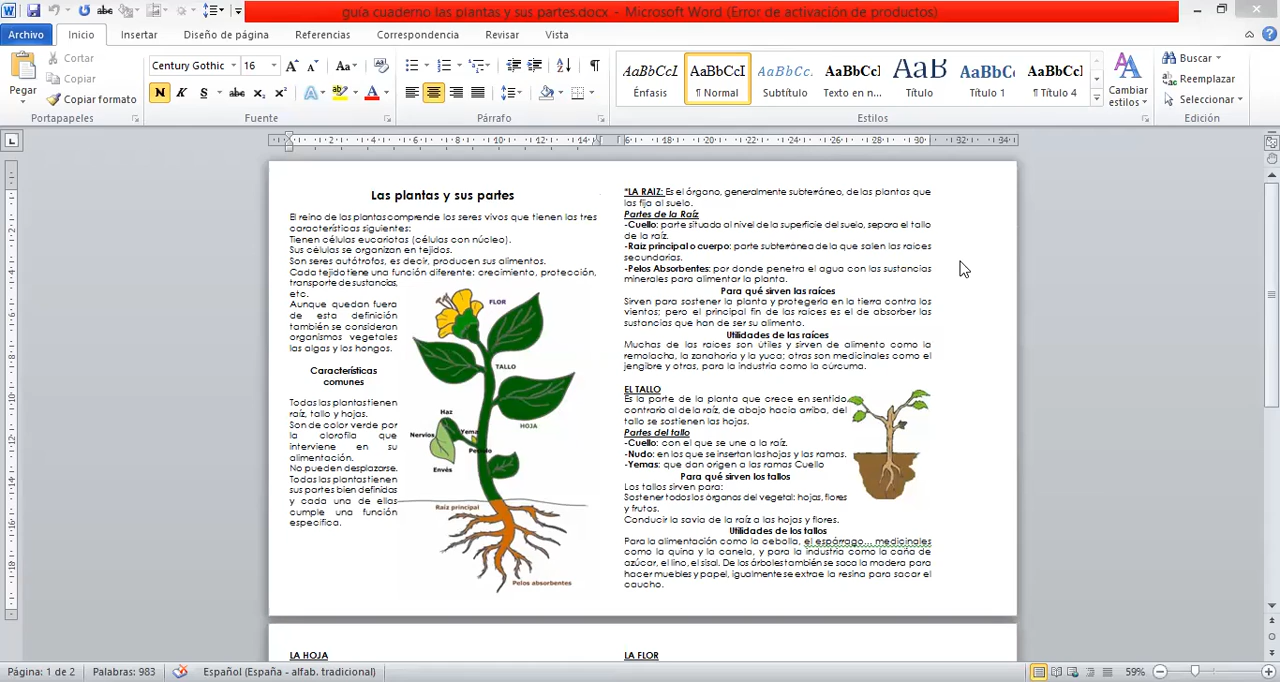 guía cuaderno las plantas y sus partes.docx - Microsoft Word (Error de activación de productos)
Archivo Inicio Insertar Diseño de página Referencias Correspondencia Revisar Vista
Pegar
Cortar
Copiar
Copiar formato
Portapapeles
Century Gothic 16
N K S abc x₂ x²
Fuente
Párrafo
AaBbCcI AaBbCcI AaBbCc. AaBbCcI AaB AaBbCc AaBbCcI
Énfasis ¶ Normal Subtítulo Texto en n... Título Título 1 ¶ Título 4
Cambiar estilos
Estilos
Buscar
Reemplazar
Seleccionar
Edición
Las plantas y sus partes
El reino de las plantas comprende los seres vivos que tienen las tres
características siguientes:
Tienen células eucariotas (células con núcleo).
Sus células se organizan en tejidos.
Son seres autótrofos, es decir, producen sus alimentos.
Cada tejido tiene una función diferente: crecimiento, protección,
transporte de sustancias,
etc.
Aunque quedan fuera
de esta definición
también se consideran
organismos vegetales
las algas y los hongos.
Características
comunes
Todas las plantas tienen
raíz, tallo y hojas.
Son de color verde por
la clorofila que
interviene en su
alimentación.
No pueden desplazarse.
Todas las plantas tienen
sus partes bien definidas
y cada una de ellas
cumple una función
específica.
FLOR
TALLO
HOJA
Haz
Nervios
Yema
Envés
Raíz principal
Pelos absorbentes
*LA RAIZ: Es el órgano, generalmente subterráneo, de las plantas que
las fija al suelo.
Partes de la Raíz
-Cuello: parte situada al nivel de la superficie del suelo, separa el tallo
de la raíz.
-Raiz principal o cuerpo: parte subterránea de la que salen las raíces
secundarias.
-Pelos Absorbentes: por donde penetra el agua con las sustancias
minerales para alimentar la planta.
Para qué sirven las raíces
Sirven para sostener la planta y protegerla en la tierra contra los
vientos; pero el principal fin de las raíces es el de absorber las
sustancias que han de ser su alimento.
Utilidades de las raíces
Muchas de las raíces son útiles y sirven de alimento como la
remolacha, la zanahoria y la yuca; otras son medicinales como el
jengibre y otras, para la industria como la cúrcuma.
EL TALLO
Es la parte de la planta que crece en sentido
contrario al de la raíz, de abajo hacia arriba, del
tallo se sostienen las hojas.
Partes del tallo
-Cuello: con el que se une a la raíz.
-Nudo: en los que se insertan las hojas y las ramas.
-Yemas: que dan origen a las ramas Cuello
Para qué sirven los tallos
Los tallos sirven para:
Sostener todos los órganos del vegetal: hojas, flores
y frutos.
Conducir la savia de la raíz a las hojas y flores.
Utilidades de los tallos
Para la alimentación como la cebolla, el espárrago... medicinales
como la quina y la canela, y para la industria como la caña de
azúcar, el lino, el sisal. De los árboles también se saca la madera para
hacer muebles y papel, igualmente se extrae la resina para sacar el
caucho.
LA HOJA
LA FLOR
Página: 1 de 2 Palabras: 983 Español (España - alfab. tradicional) 59%